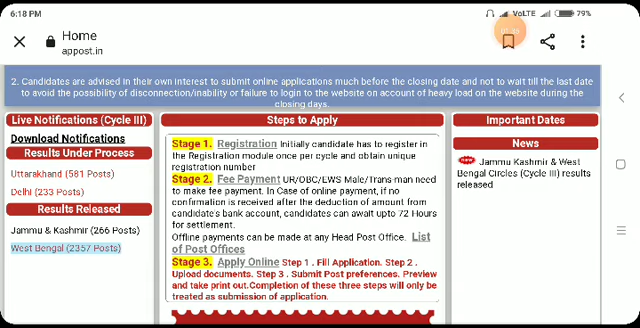 6:18 PM
VoLTE
79%
Home
appost.in
2. Candidates are advised in their own interest to submit online applications much before the closing date and not to wait till the last date
to avoid the possibility of disconnection/inability or failure to login to the website on account of heavy load on the website during the
closing days.
Live Notifications (Cycle III)
Download Notifications
Results Under Process
Uttarakhand (581 Posts)
Delhi (233 Posts)
Results Released
Jammu & Kashmir (266 Posts)
West Bengal (2357 Posts)
Steps to Apply
Stage 1. Registration Initially candidate has to register in
the Registration module once per cycle and obtain unique
registration number
Stage 2. Fee Payment UR/OBC/EWS Male/Trans-man need
to make fee payment. In Case of online payment, if no
confirmation is received after the deduction of amount from
candidate's bank account, candidates can await upto 72 Hours
for settlement.
Offline payments can be made at any Head Post Office. List
of Post Offices
Stage 3. Apply Online Step 1 . Fill Application. Step 2 .
Upload documents. Step 3 . Submit Post preferences. Preview
and take print out.Completion of these three steps will only be
treated as submission of application.
Important Dates
News
Jammu Kashmir & West
Bengal Circles (Cycle III) results
released